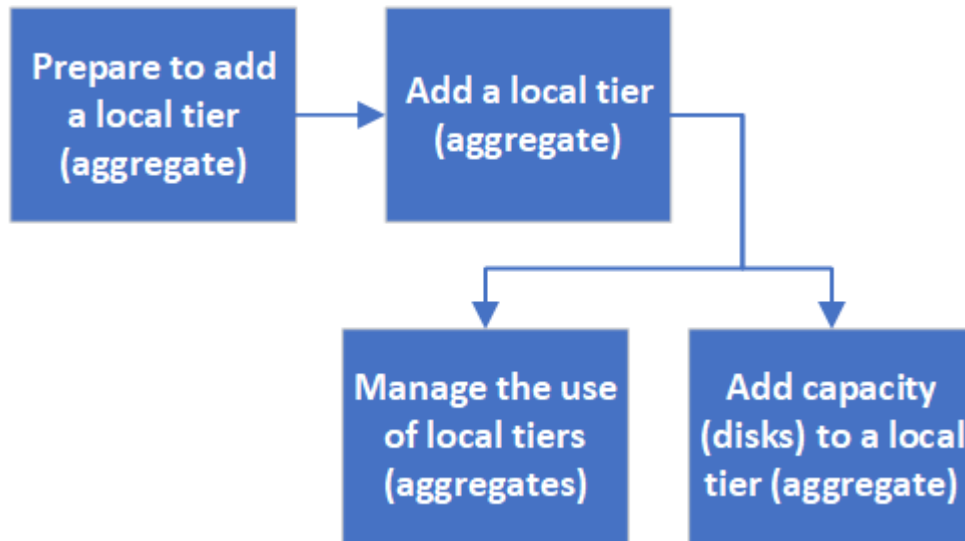 Prepare to add
a local tier
(aggregate)
Add a local tier
(aggregate)
Manage the use
of local tiers
(aggregates)
Add capacity
(disks) to a local
tier (aggregate)